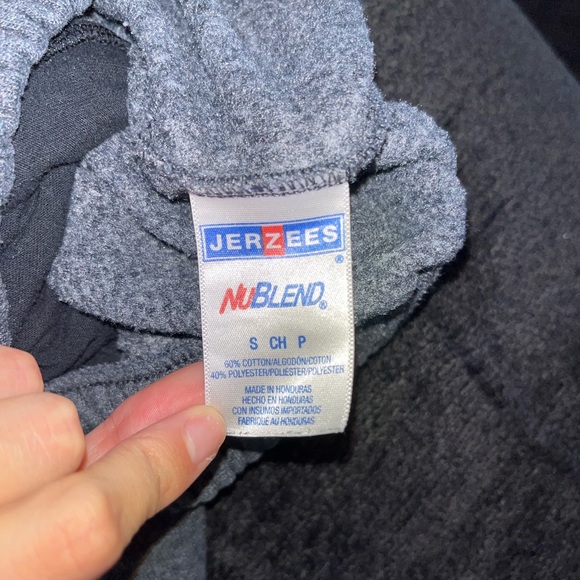 JERZEES®
NUBLEND®
S CH P
60% COTTON/ALGODÓN/COTON
40% POLYESTER/POLIÉSTER/POLYESTER
MADE IN HONDURAS
HECHO EN HONDURAS
CON INSUMOS IMPORTADOS
FABRIQUÉ AU HONDURAS